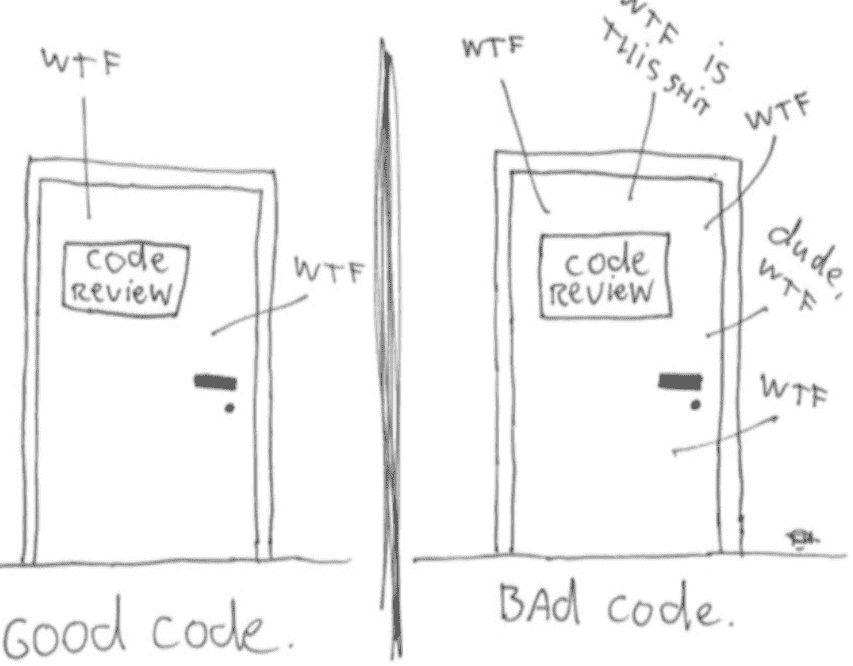 WTF
code
REVIEW
WTF
GOOD code.
WTF
WTF is
THiS SHiT
WTF
code
REVIEW
dude,
WTF
WTF
BAd code.